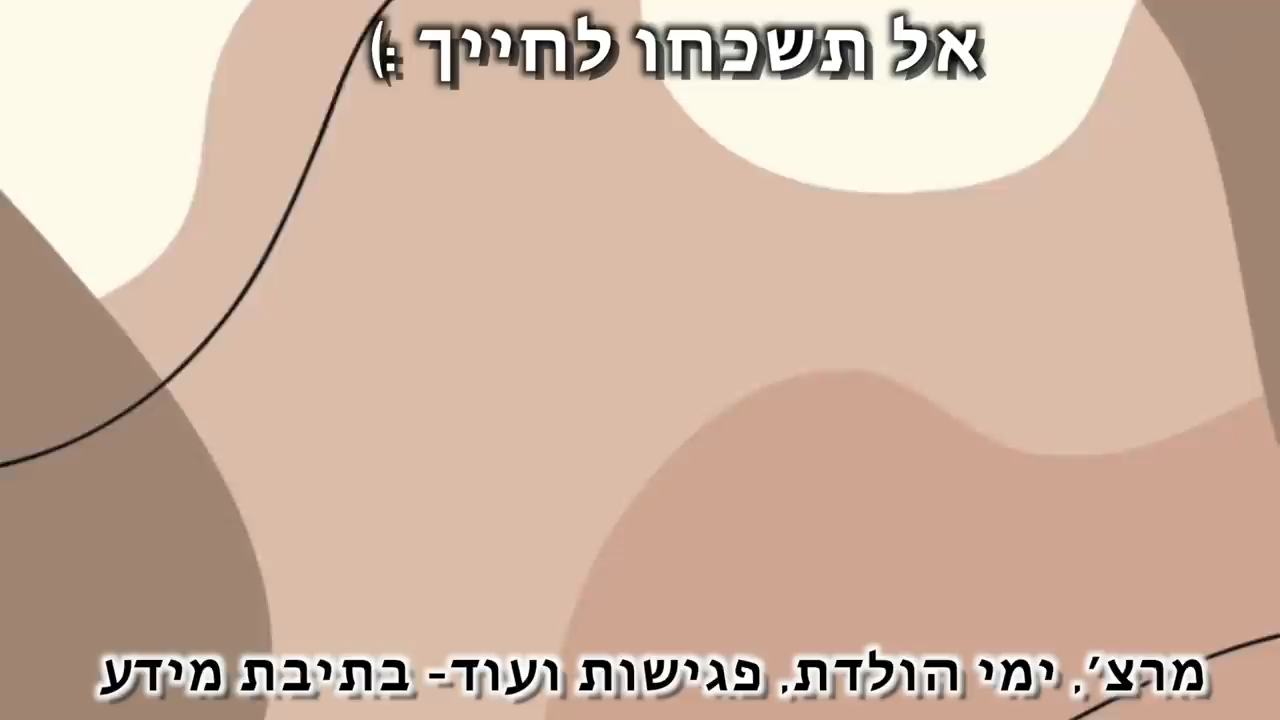 אל תשכחו לחייך :)
מרצ', ימי הולדת, פגישות ועוד- בתיבת מידע